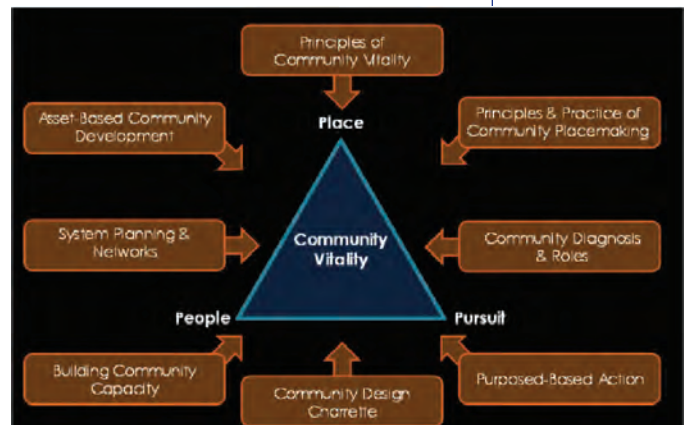 Principles of
Community Vitality
Asset-Based Community
Development
Place
Principles & Practice of
Community Placemaking
System Planning &
Networks
Community
Vitality
Community Diagnosis
& Roles
People
Pursuit
Building Community
Capacity
Community Design
Charrette
Purposed-Based Action